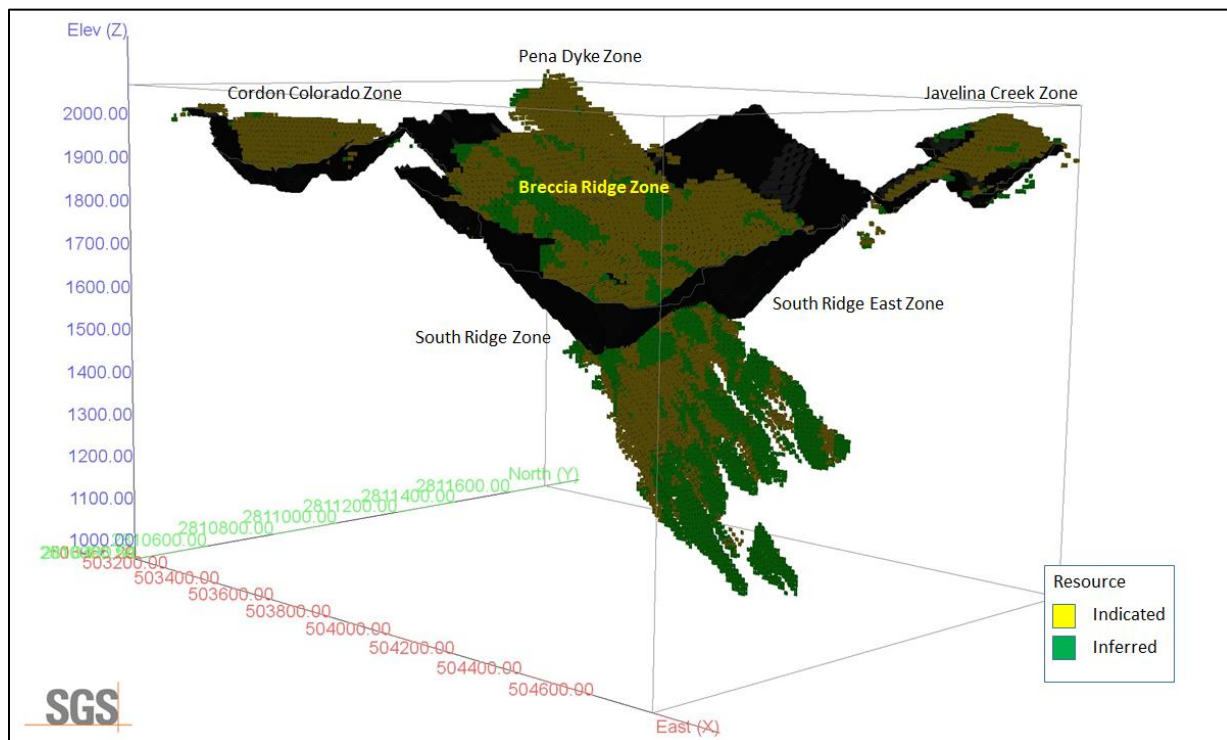 Elev (Z)
Pena Dyke Zone
Cordon Colorado Zone
Javelina Creek Zone
2000.00
1900.00
1800.00
Breccia Ridge Zone
1700.00
1600.00
South Ridge East Zone
1500.00
South Ridge Zone
1400.00
1300.00
1200.00
1100.00
1000.00
North (Y)
2811600.00
2811400.00
2811200.00
2811000.00
2810800.00
2810600.00
503200.00
503400.00
503600.00
503800.00
504000.00
504200.00
504400.00
504600.00
East (X)
Resource
Indicated
Inferred
SGS